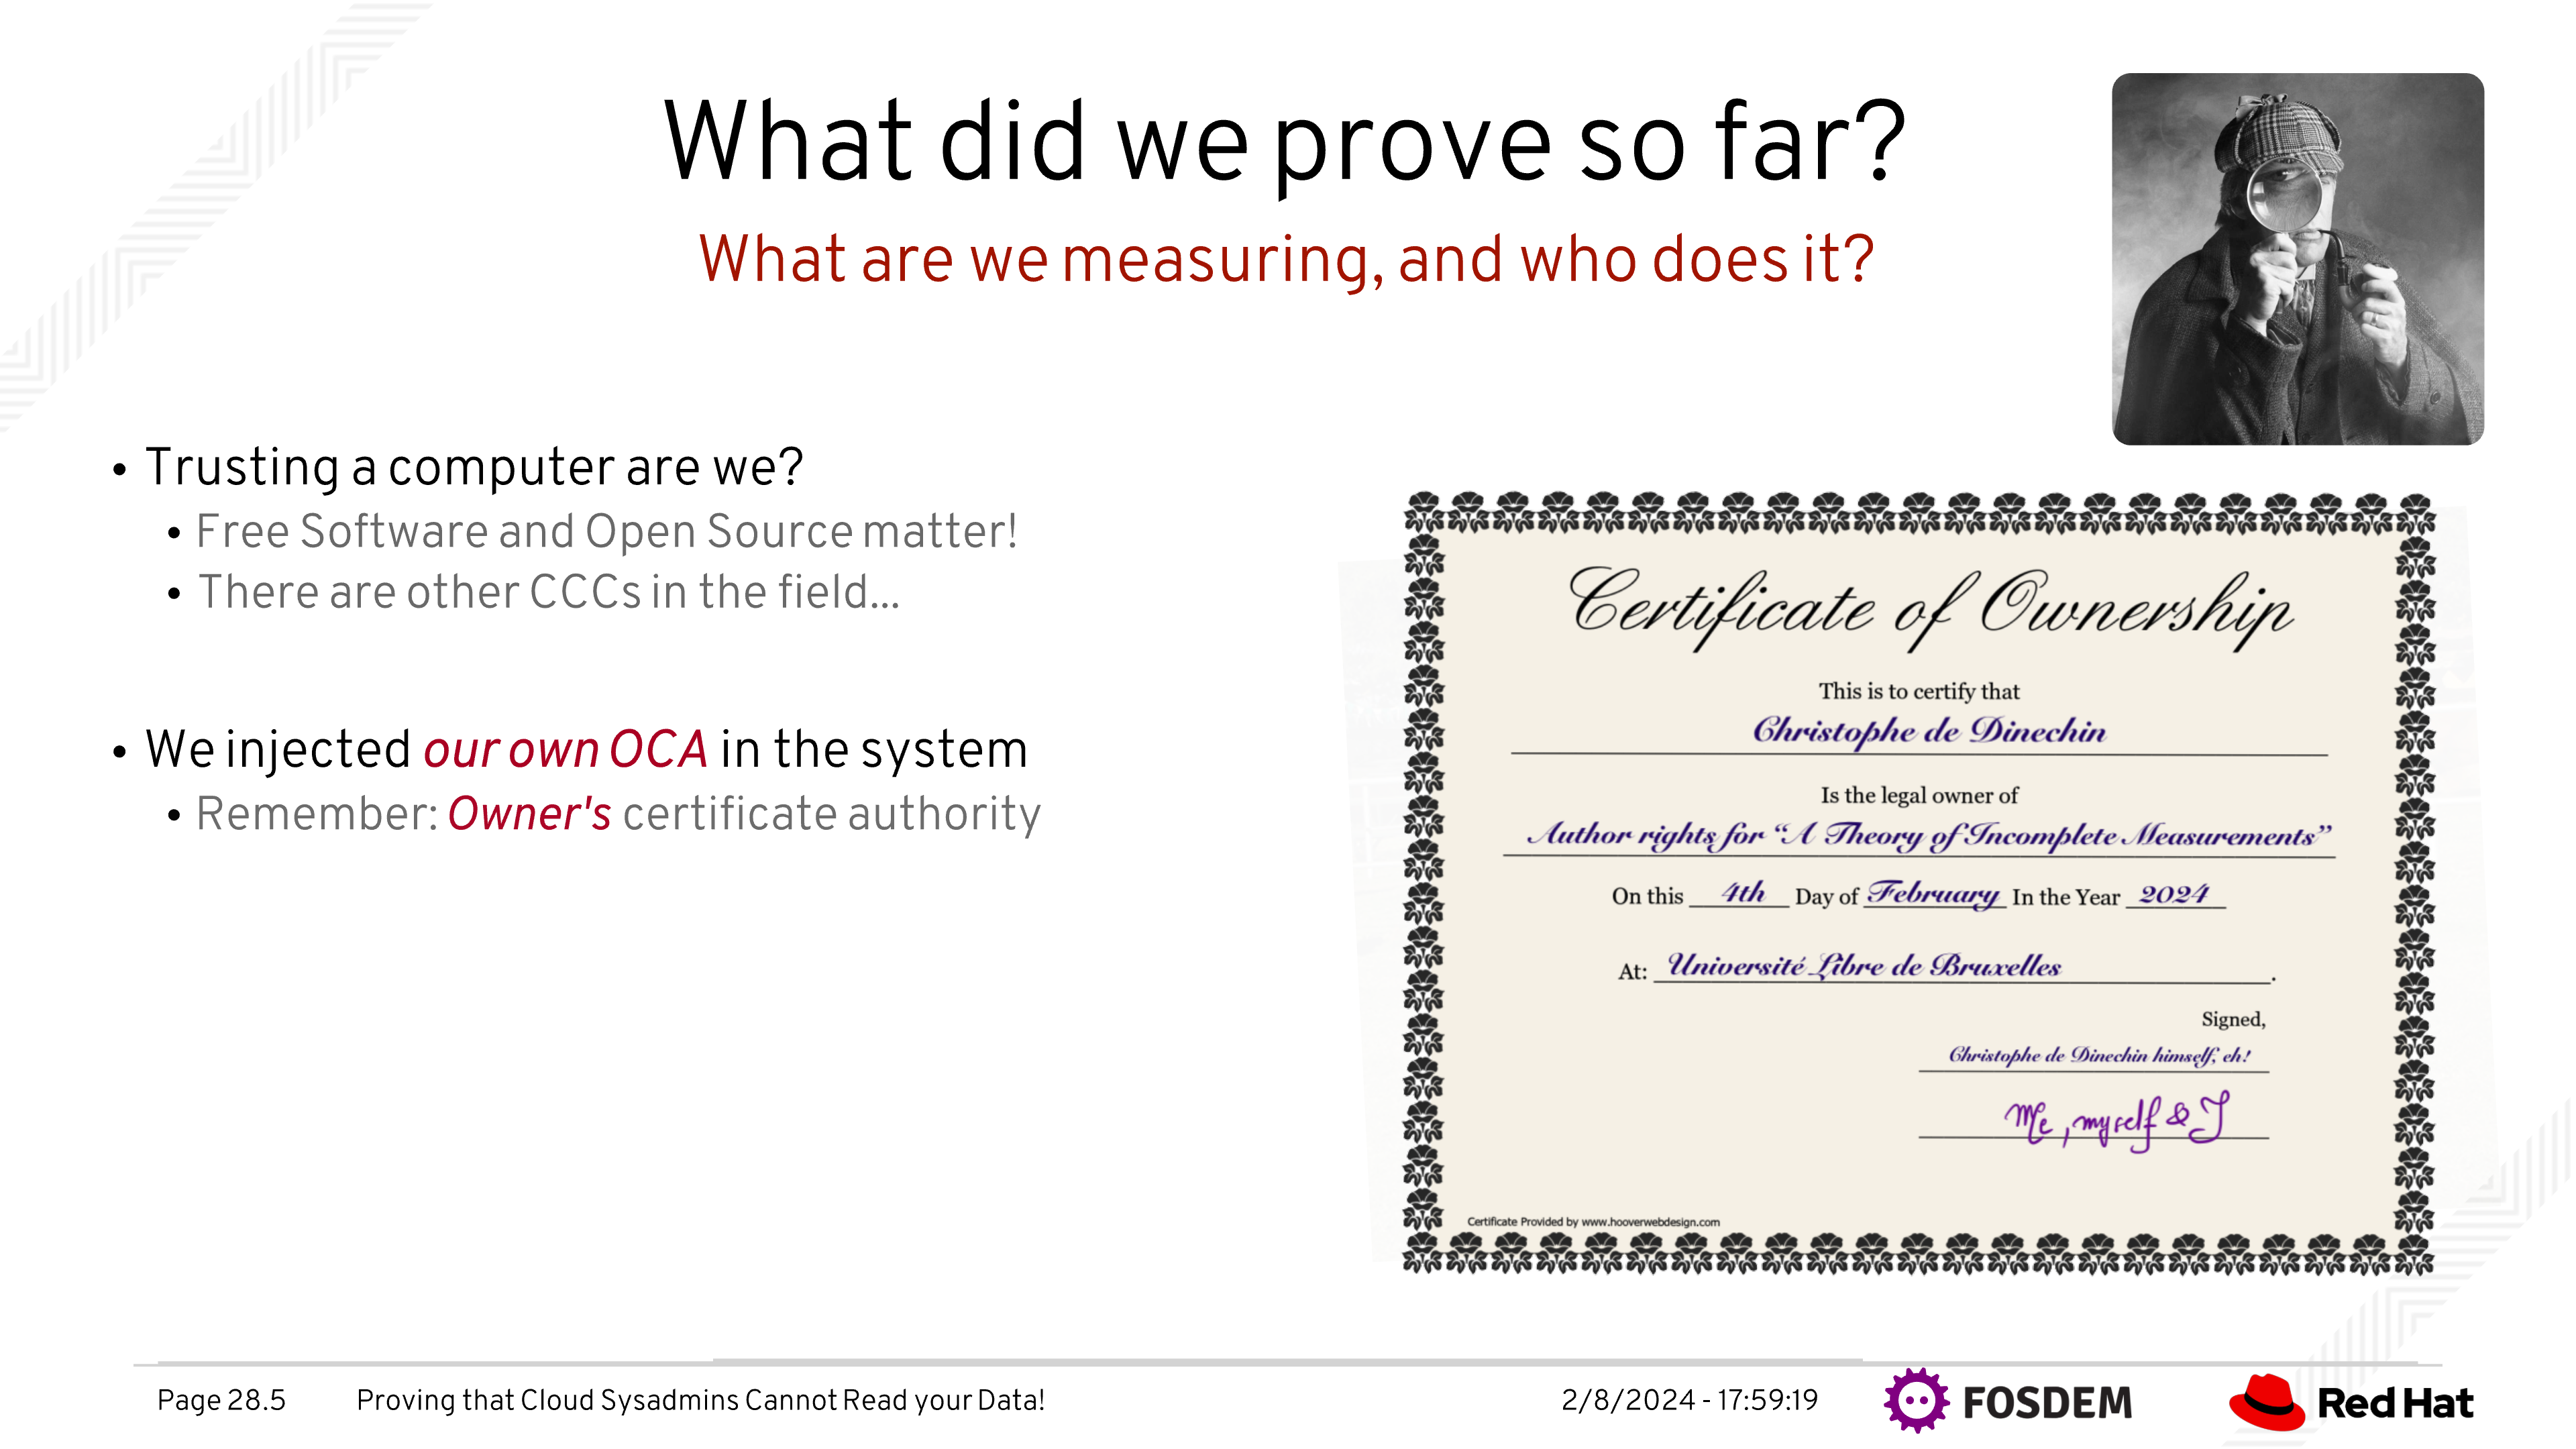 What did we prove so far?
What are we measuring, and who does it?
• Trusting a computer are we?
• Free Software and Open Source matter!
• There are other CCCs in the field...
• We injected our own OCA in the system
• Remember: Owner's certificate authority
Certificate of Ownership
This is to certify that
Christophe de Dinechin
Is the legal owner of
Author rights for “A Theory of Incomplete Measurements”
On this 4th Day of February In the Year 2024
At: Université Libre de Bruxelles.
Signed,
Christophe de Dinechin himself, eh!
Me, myself & I
Certificate Provided by www.hooverwebdesign.com
Page 28.5 Proving that Cloud Sysadmins Cannot Read your Data! 2/8/2024 - 17:59:19 FOSDEM Red Hat